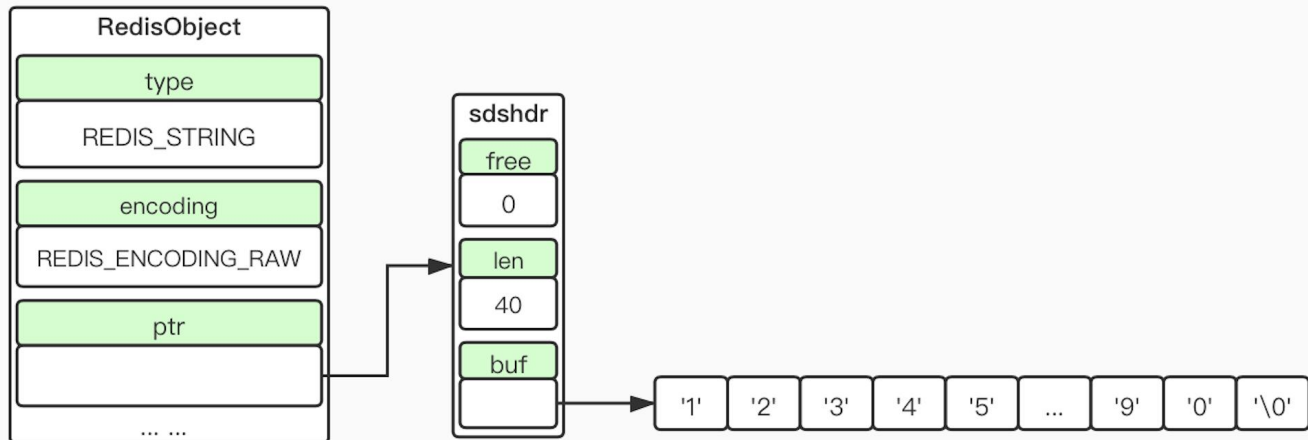 RedisObject
type
REDIS_STRING
encoding
REDIS_ENCODING_RAW
ptr
... ...
sdshdr
free
0
len
40
buf
'1' '2' '3' '4' '5' ... '9' '0' '\0'